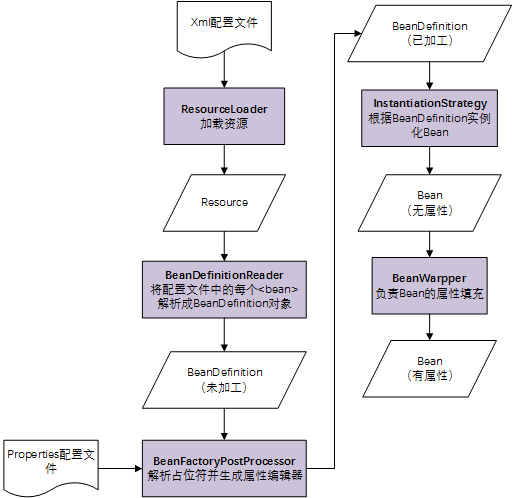 Xml配置文件
ResourceLoader
加载资源
Resource
BeanDefinitionReader
将配置文件中的每个<bean>
解析成BeanDefinition对象
BeanDefinition
（未加工）
Properties配置文
件
BeanFactoryPostProcessor
解析占位符并生成属性编辑器
BeanDefinition
（已加工）
InstantiationStrategy
根据BeanDefinition实例
化Bean
Bean
（无属性）
BeanWarpper
负责Bean的属性填充
Bean
（有属性）